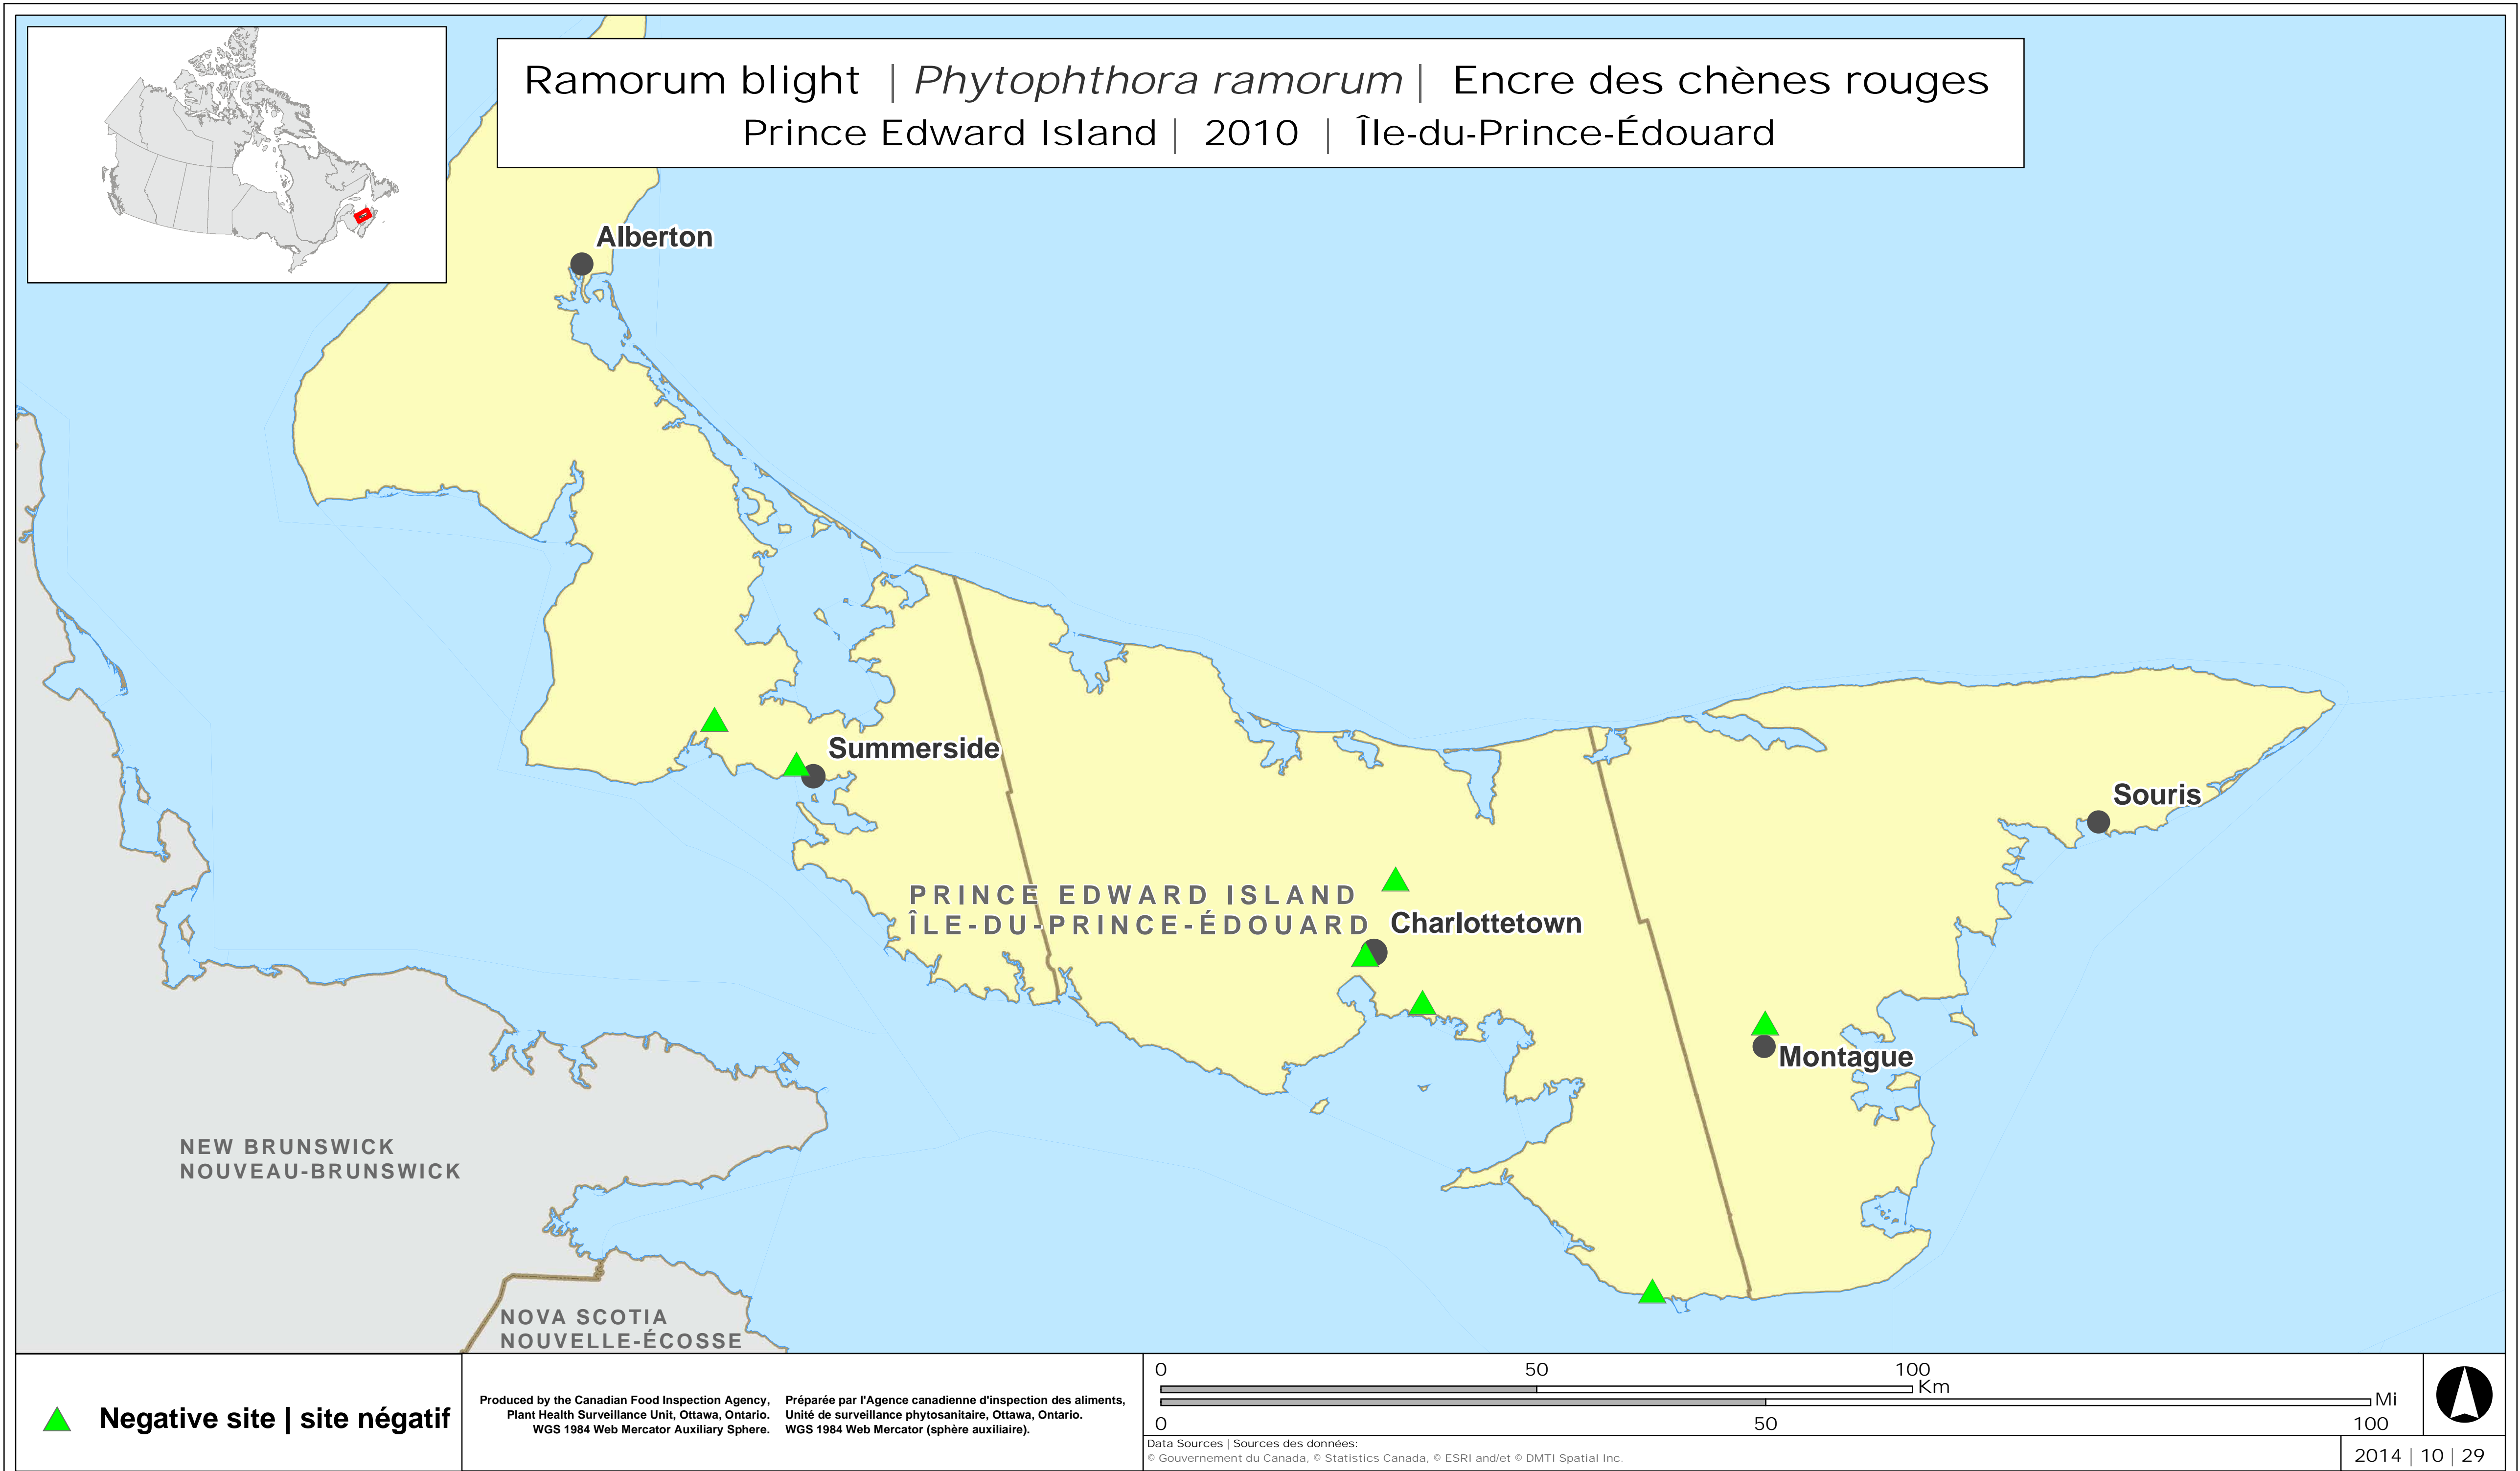 Ramorum blight | Phytophthora ramorum | Encre des chènes rouges
Prince Edward Island | 2010 | Île-du-Prince-Édouard
Alberton
Summerside
Souris
PRINCE EDWARD ISLAND
ÎLE-DU-PRINCE-ÉDOUARD
Charlottetown
Montague
NEW BRUNSWICK
NOUVEAU-BRUNSWICK
NOVA SCOTIA
NOUVELLE-ÉCOSSE
Negative site | site négatif
Produced by the Canadian Food Inspection Agency,
Plant Health Surveillance Unit, Ottawa, Ontario.
WGS 1984 Web Mercator Auxiliary Sphere.
Préparée par l'Agence canadienne d'inspection des aliments,
Unité de surveillance phytosanitaire, Ottawa, Ontario.
WGS 1984 Web Mercator (sphère auxiliaire).
0 50 100
Km
Mi
0 50 100
Data Sources | Sources des données:
© Gouvernement du Canada, © Statistics Canada, © ESRI and/et © DMTI Spatial Inc.
2014 | 10 | 29